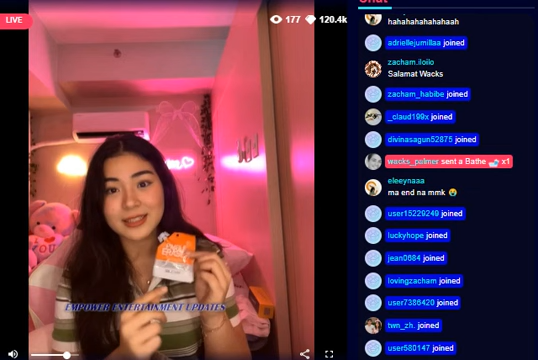 Chat
LIVE
177
120.4k
hahahahahahahaah
adriellejumillaa joined
zacham.iloilo
Salamat Wacks
zacham_habibe joined
_claud199x joined
divinasagun52875 joined
wacks_palmer sent a Bathe x1
eleeynaaa
ma end na mmk
user15229249 joined
luckyhope joined
jean0684 joined
lovingzacham joined
user7386420 joined
twn_zh. joined
user580147 joined
EMPOWER ENTERTAINMENT UPDATES